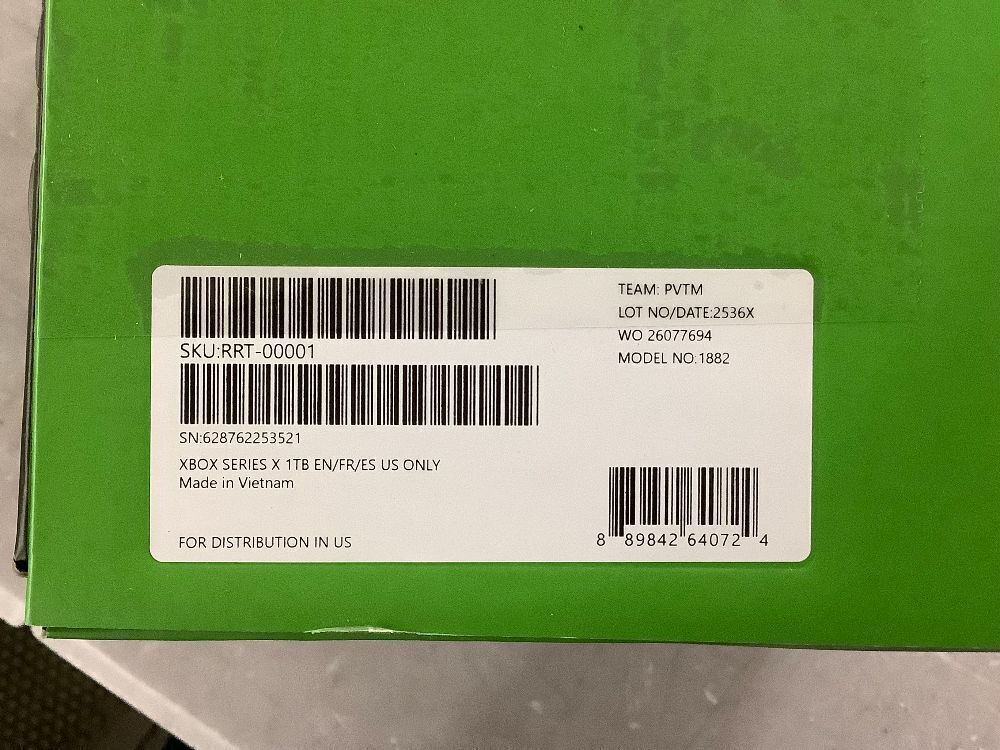 SKU:RRT-00001
SN:628762253521
XBOX SERIES X 1TB EN/FR/ES US ONLY
Made in Vietnam
FOR DISTRIBUTION IN US
TEAM: PVTM
LOT NO/DATE:2536X
WO 26077694
MODEL NO:1882
8 89842 64072 4